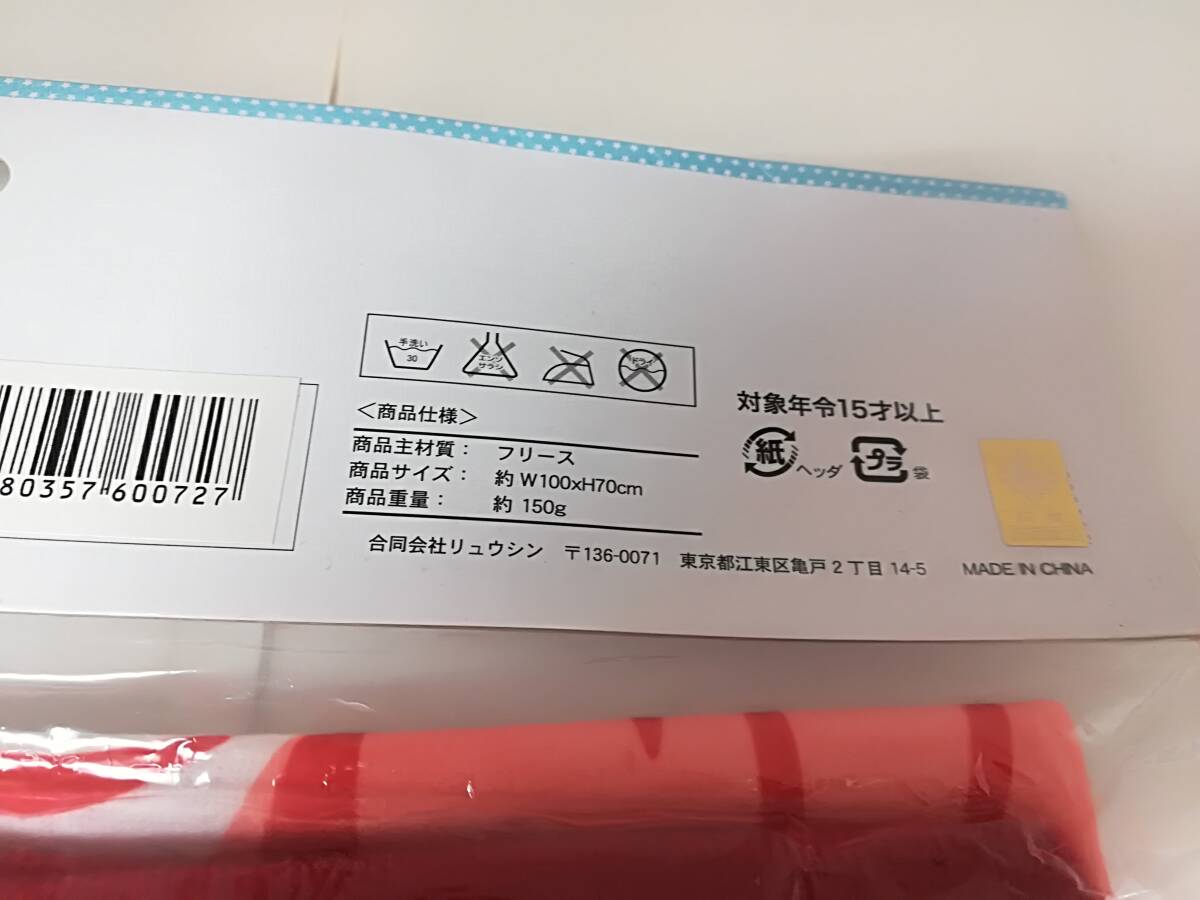 手洗い
30
エンソ
サラシ
ドライ
80357 600727
＜商品仕様＞
商品主材質： フリース
商品サイズ： 約 W100xH70cm
商品重量： 約 150g
合同会社リュウシン 〒136-0071 東京都江東区亀戸 2 丁目 14-5 MADE IN CHINA
対象年令15才以上
紙 ヘッダ プラ 袋